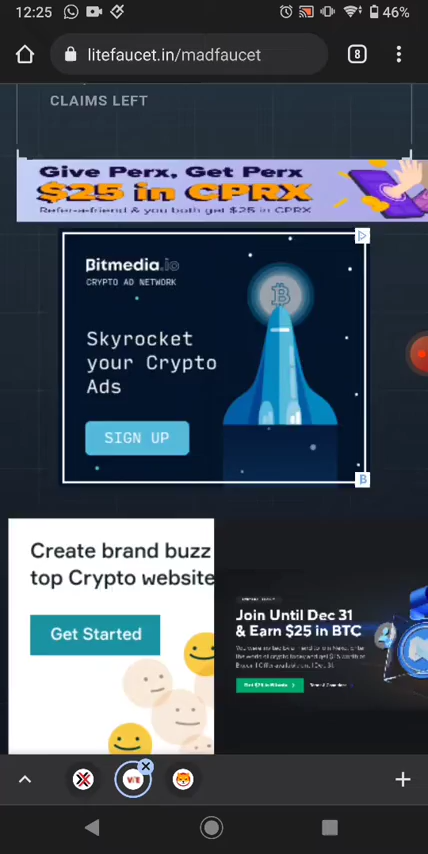 12:25
46%
litefaucet.in/madfaucet
8
CLAIMS LEFT
Give Perx, Get Perx
$25 in CPRX
Refer-a-friend & you both get $25 in CPRX
Bitmedia.io
CRYPTO AD NETWORK
Skyrocket
your Crypto
Ads
SIGN UP
Create brand buzz
top Crypto website
Get Started
Join Until Dec 31
& Earn $25 in BTC